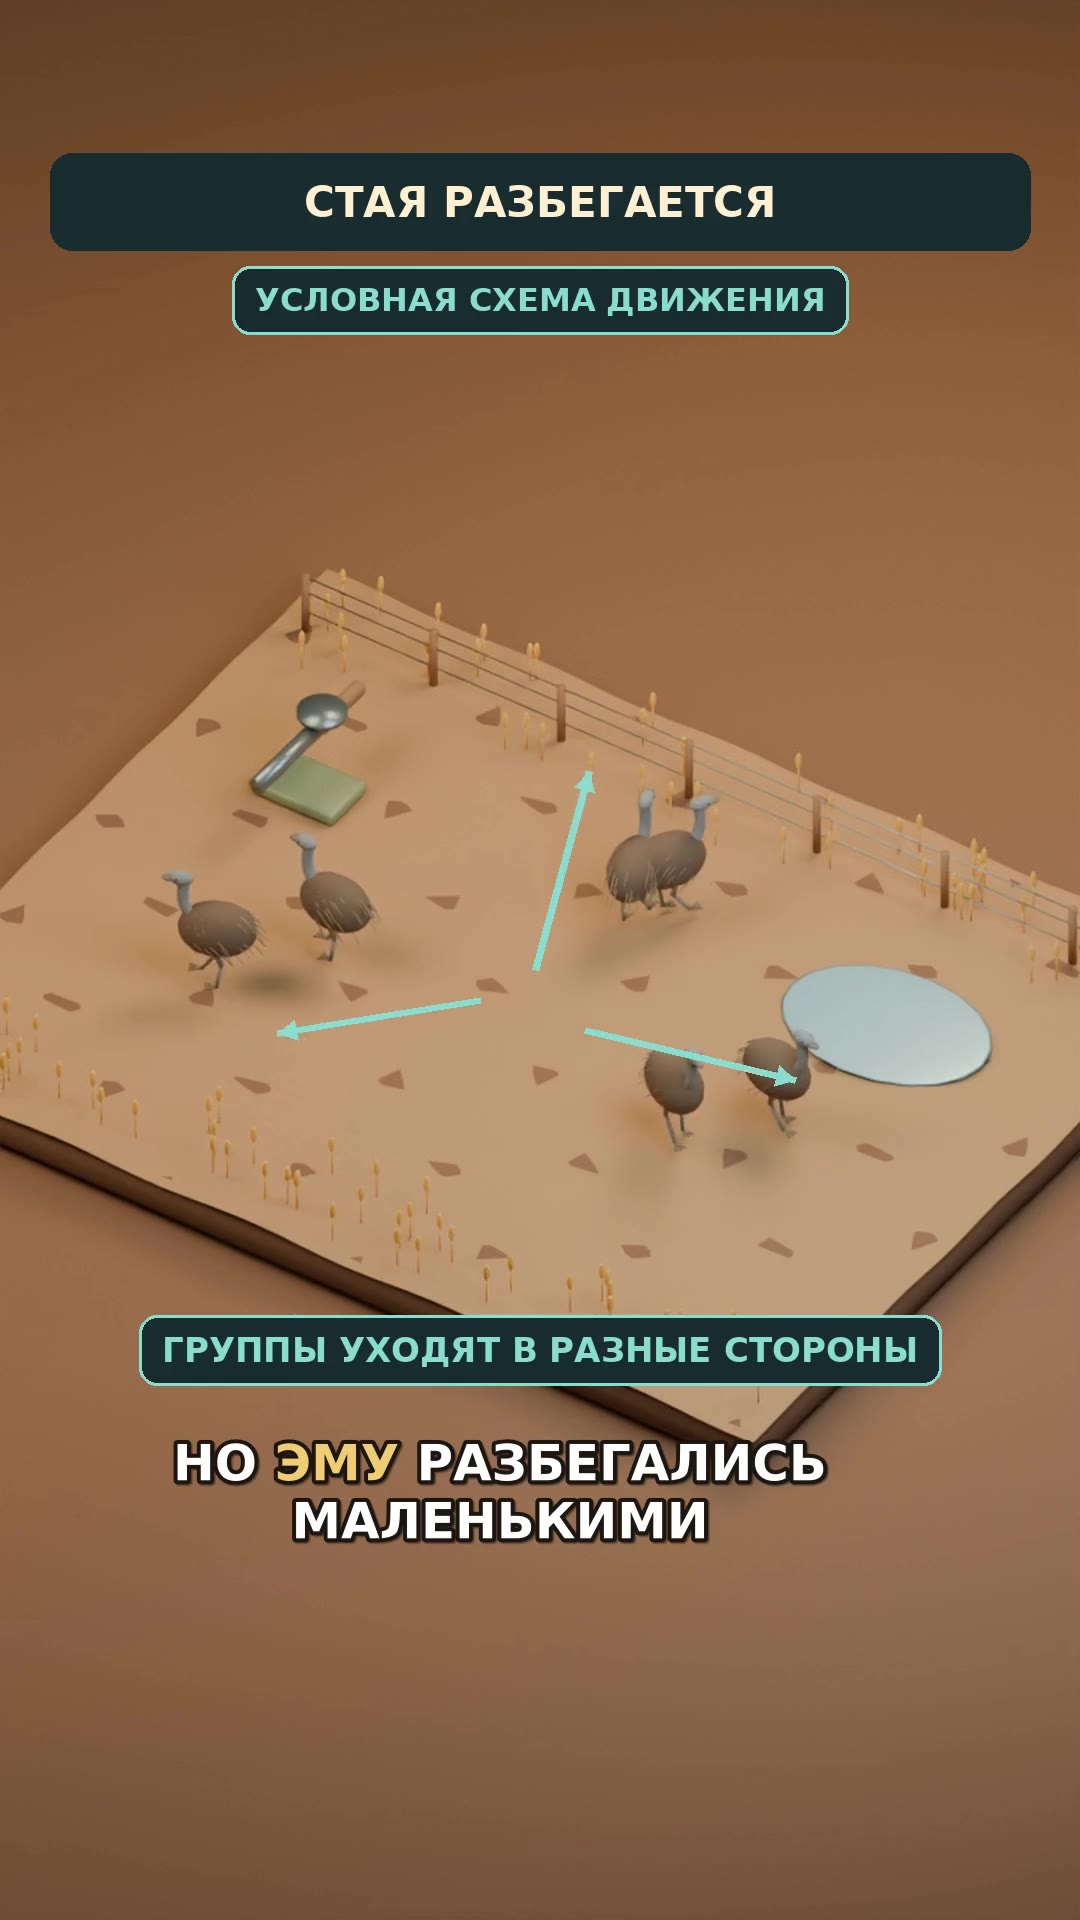 СТАЯ РАЗБЕГАЕТСЯ
УСЛОВНАЯ СХЕМА ДВИЖЕНИЯ
ГРУППЫ УХОДЯТ В РАЗНЫЕ СТОРОНЫ
НО ЭМУ РАЗБЕГАЛИСЬ
МАЛЕНЬКИМИ